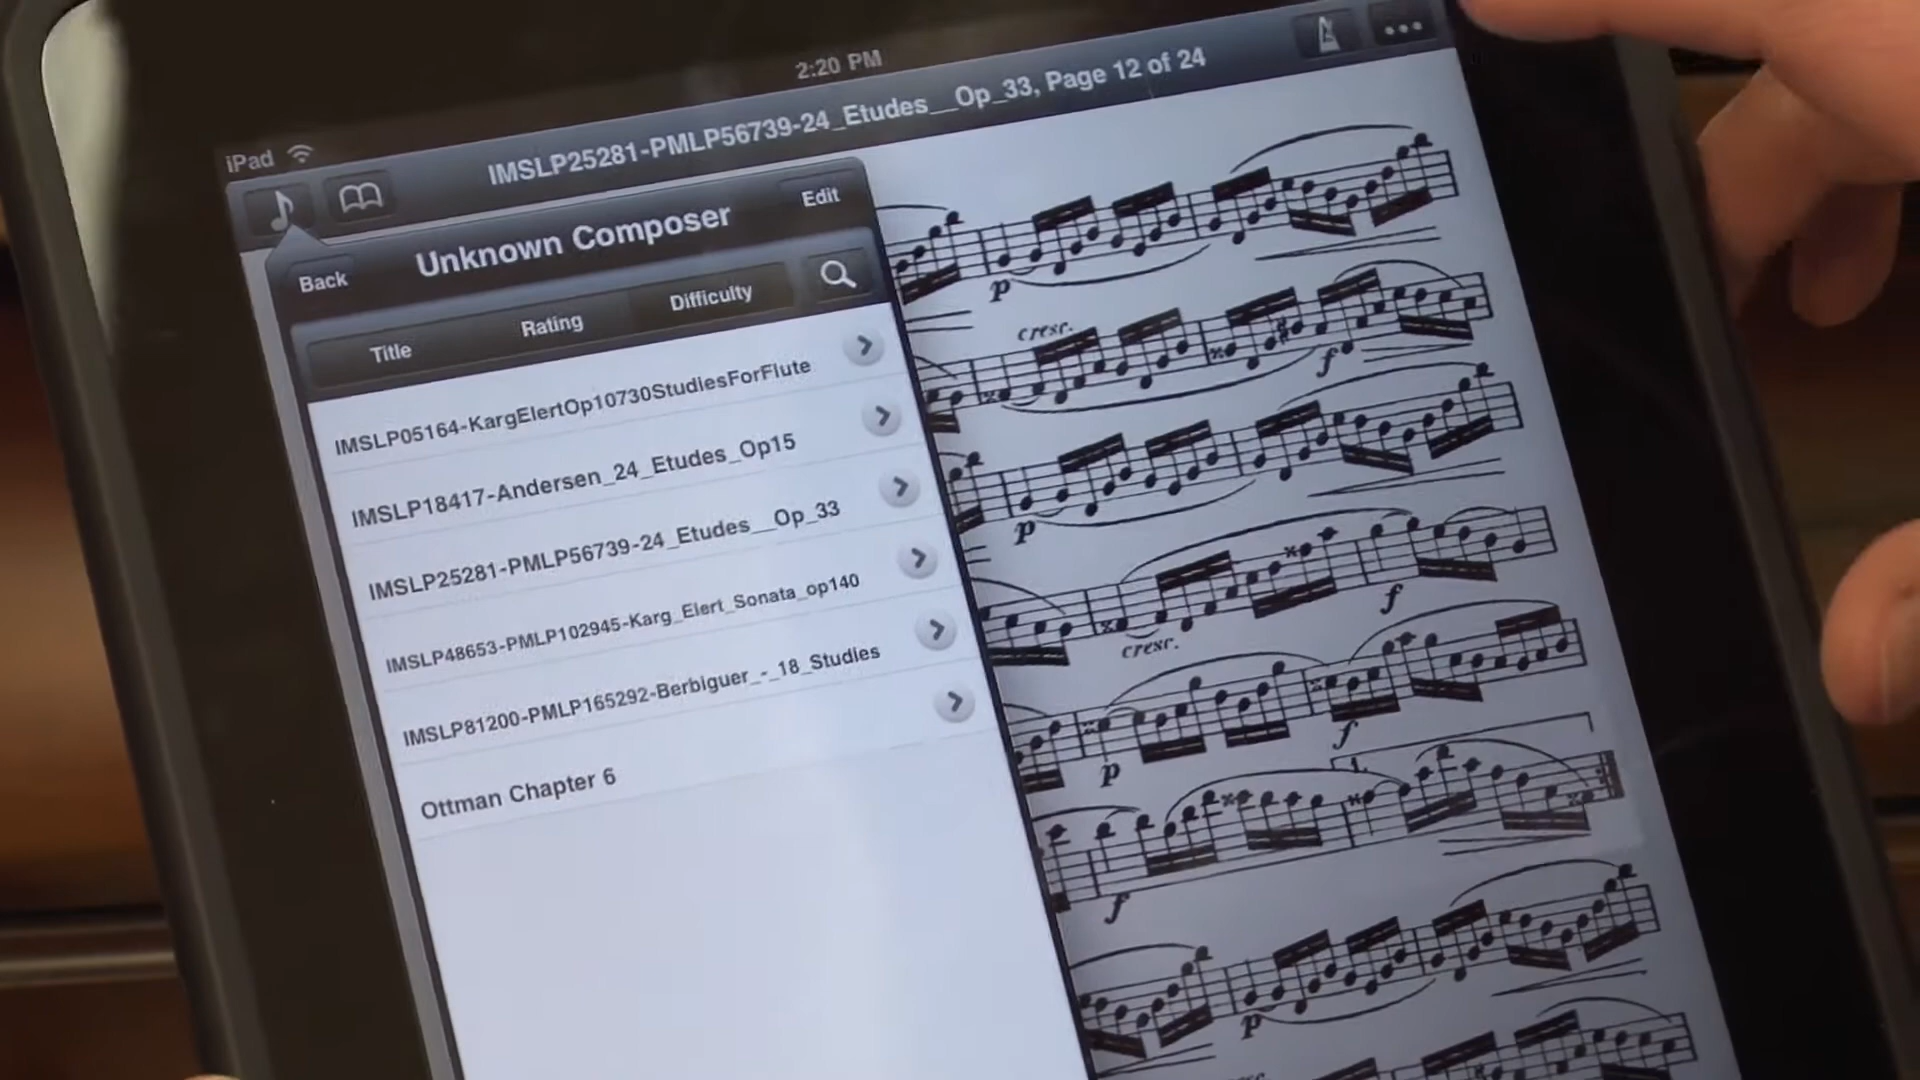 2:20 PM
iPad
IMSLP25281-PMLP56739-24_Etudes__Op_33, Page 12 of 24
Back
Unknown Composer
Edit
Title
Rating
Difficulty
IMSLP05164-KargElertOp10730StudiesForFlute
IMSLP18417-Andersen_24_Etudes_Op15
IMSLP25281-PMLP56739-24_Etudes__Op_33
IMSLP48653-PMLP102945-Karg_Elert_Sonata_op140
IMSLP81200-PMLP165292-Berbiguer_-_18_Studies
Ottman Chapter 6
p
cresc.
f
p
f
cresc.
f
p
1.
f
p